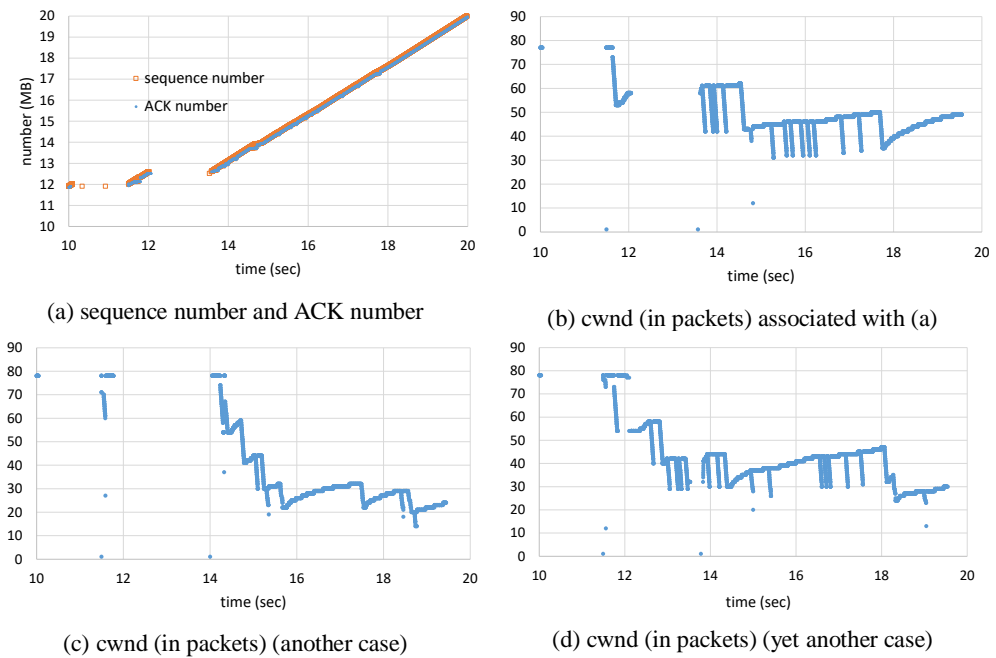 20
19
18
17
16
15
14
13
12
11
10
number (MB)
sequence number
ACK number
10 12 14 16 18 20
time (sec)
(a) sequence number and ACK number
90
80
70
60
50
40
30
20
10
0
10 12 14 16 18 20
time (sec)
(b) cwnd (in packets) associated with (a)
90
80
70
60
50
40
30
20
10
0
10 12 14 16 18 20
time (sec)
(c) cwnd (in packets) (another case)
90
80
70
60
50
40
30
20
10
0
10 12 14 16 18 20
time (sec)
(d) cwnd (in packets) (yet another case)